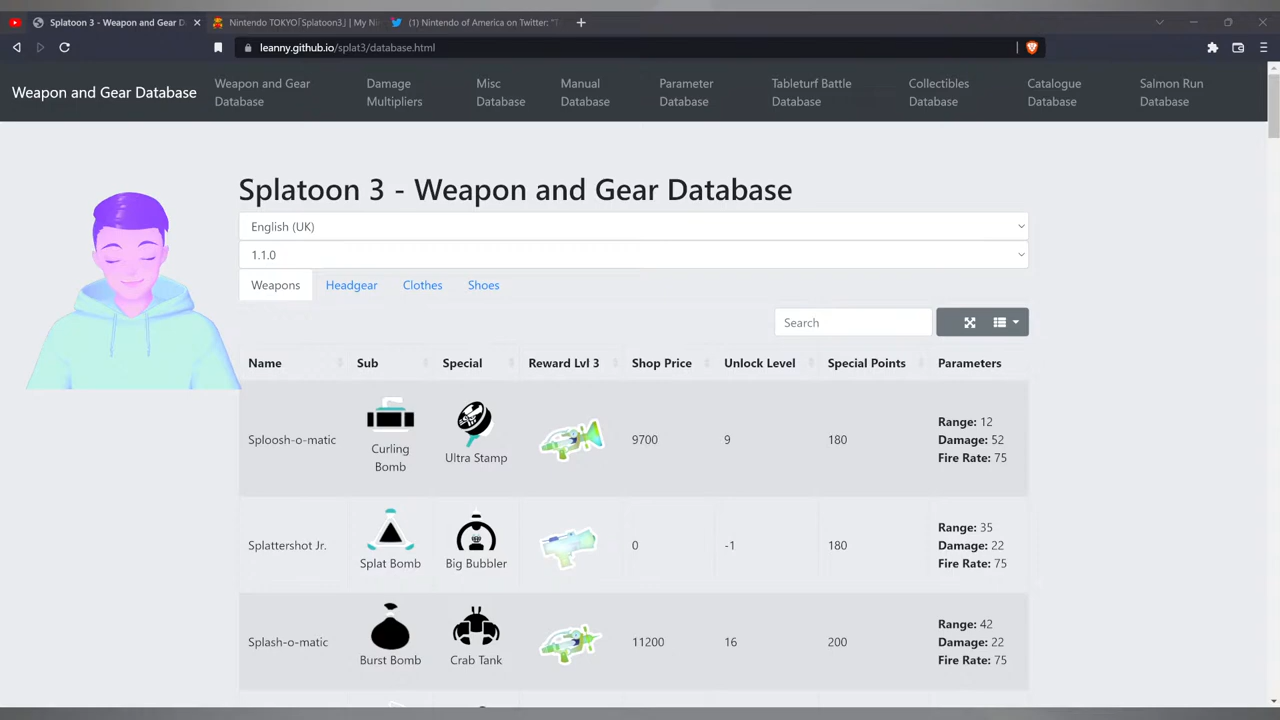 Splatoon 3 - Weapon and Gear D
Nintendo TOKYO「Splatoon3」| My Ni
(1) Nintendo of America on Twitter: "T
leanny.github.io/splat3/database.html
Weapon and Gear Database
Weapon and Gear
Database
Damage
Multipliers
Misc
Database
Manual
Database
Parameter
Database
Tableturf Battle
Database
Collectibles
Database
Catalogue
Database
Salmon Run
Database
Splatoon 3 - Weapon and Gear Database
English (UK)
1.1.0
Weapons Headgear Clothes Shoes
Search
Name Sub Special Reward Lvl 3 Shop Price Unlock Level Special Points Parameters
Sploosh-o-matic
Curling
Bomb
Ultra Stamp
9700
9
180
Range: 12
Damage: 52
Fire Rate: 75
Splattershot Jr.
Splat Bomb
Big Bubbler
0
-1
180
Range: 35
Damage: 22
Fire Rate: 75
Splash-o-matic
Burst Bomb
Crab Tank
11200
16
200
Range: 42
Damage: 22
Fire Rate: 75